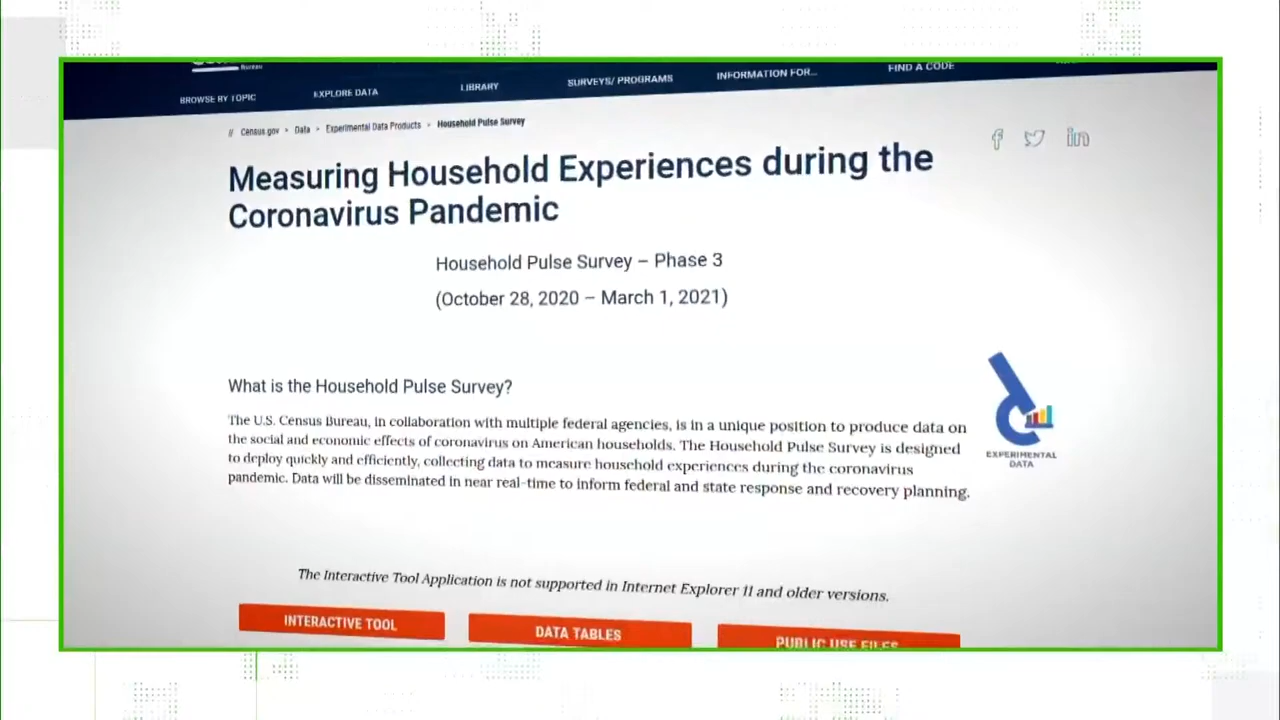 Bureau
BROWSE BY TOPIC
EXPLORE DATA
LIBRARY
SURVEYS/ PROGRAMS
INFORMATION FOR...
FIND A CODE
// Census.gov > Data > Experimental Data Products > Household Pulse Survey
Measuring Household Experiences during the
Coronavirus Pandemic
Household Pulse Survey – Phase 3
(October 28, 2020 – March 1, 2021)
What is the Household Pulse Survey?
The U.S. Census Bureau, in collaboration with multiple federal agencies, is in a unique position to produce data on
the social and economic effects of coronavirus on American households. The Household Pulse Survey is designed
to deploy quickly and efficiently, collecting data to measure household experiences during the coronavirus
pandemic. Data will be disseminated in near real-time to inform federal and state response and recovery planning.
EXPERIMENTAL
DATA
The Interactive Tool Application is not supported in Internet Explorer 11 and older versions.
INTERACTIVE TOOL
DATA TABLES
PUBLIC USE FILES